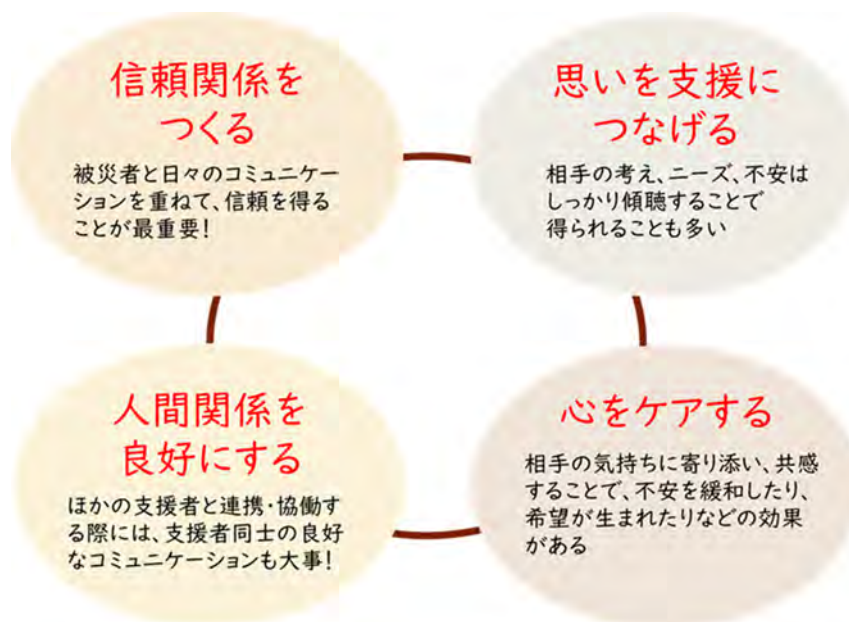 信頼関係を
つくる
被災者と日々のコミュニケー
ションを重ねて、信頼を得る
ことが最重要！
思いを支援に
つなげる
相手の考え、ニーズ、不安は
しっかり傾聴することで
得られることも多い
人間関係を
良好にする
ほかの支援者と連携・協働す
る際には、支援者同士の良好
なコミュニケーションも大事！
心をケアする
相手の気持ちに寄り添い、共感
することで、不安を緩和したり、
希望が生まれたりなどの効果
がある